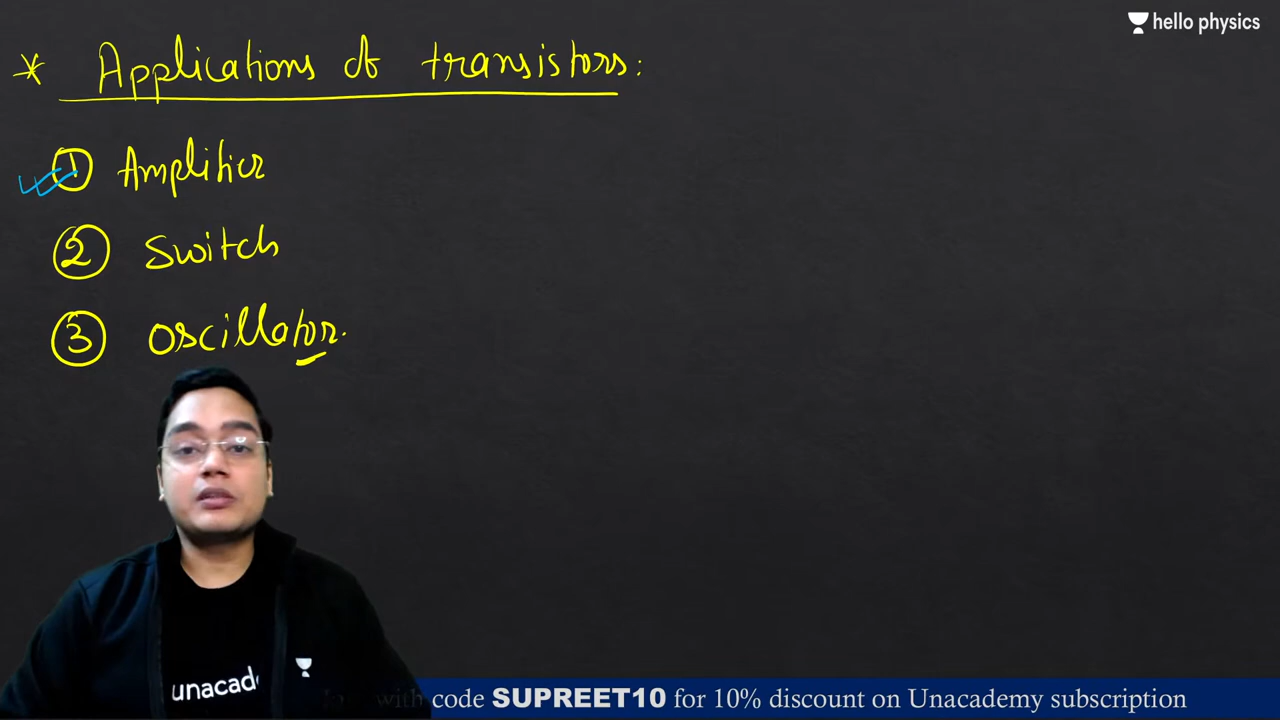 hello physics
* Applications of transistors:
① Amplifier
② Switch
③ Oscillator.
unacad
with code SUPREET10 for 10% discount on Unacademy subscription